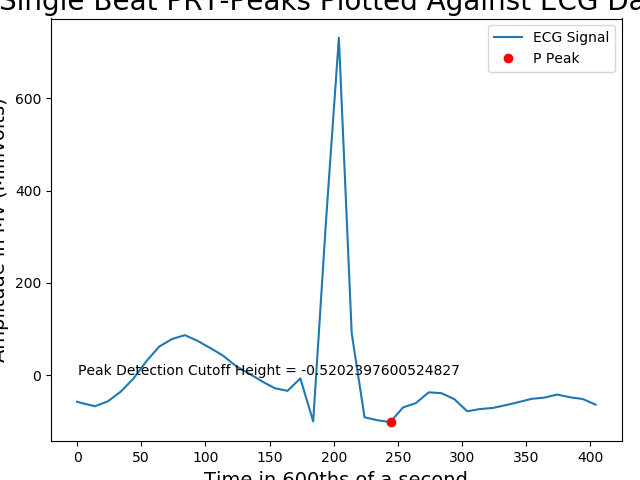 Single Beat PRT-Peaks Plotted Against ECG Da
ECG Signal
P Peak
Amplitude in MV (MilliVolts)
600
400
200
0
Peak Detection Cutoff Height = -0.5202397600524827
0 50 100 150 200 250 300 350 400
Time in 600ths of a second